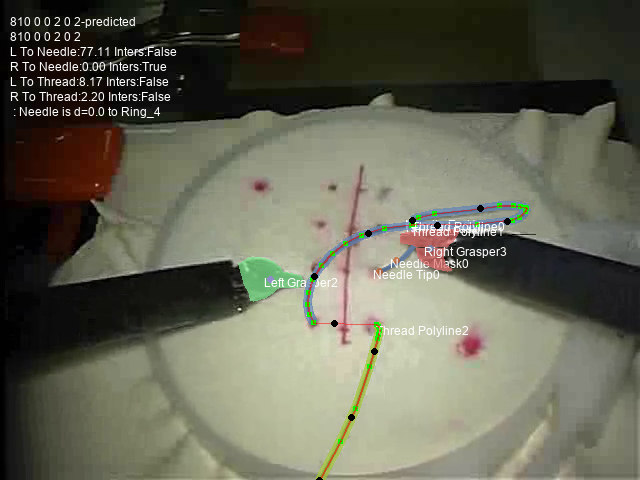 810 0 0 2 0 2-predicted
810 0 0 2 0 2
L To Needle:77.11 Inters:False
R To Needle:0.00 Inters:True
L To Thread:8.17 Inters:False
R To Thread:2.20 Inters:False
: Needle is d=0.0 to Ring_4
Thread Polyline0
Thread Polyline1
Right Grasper3
Needle Mask0
Needle Tip0
Left Grasper2
Thread Polyline2